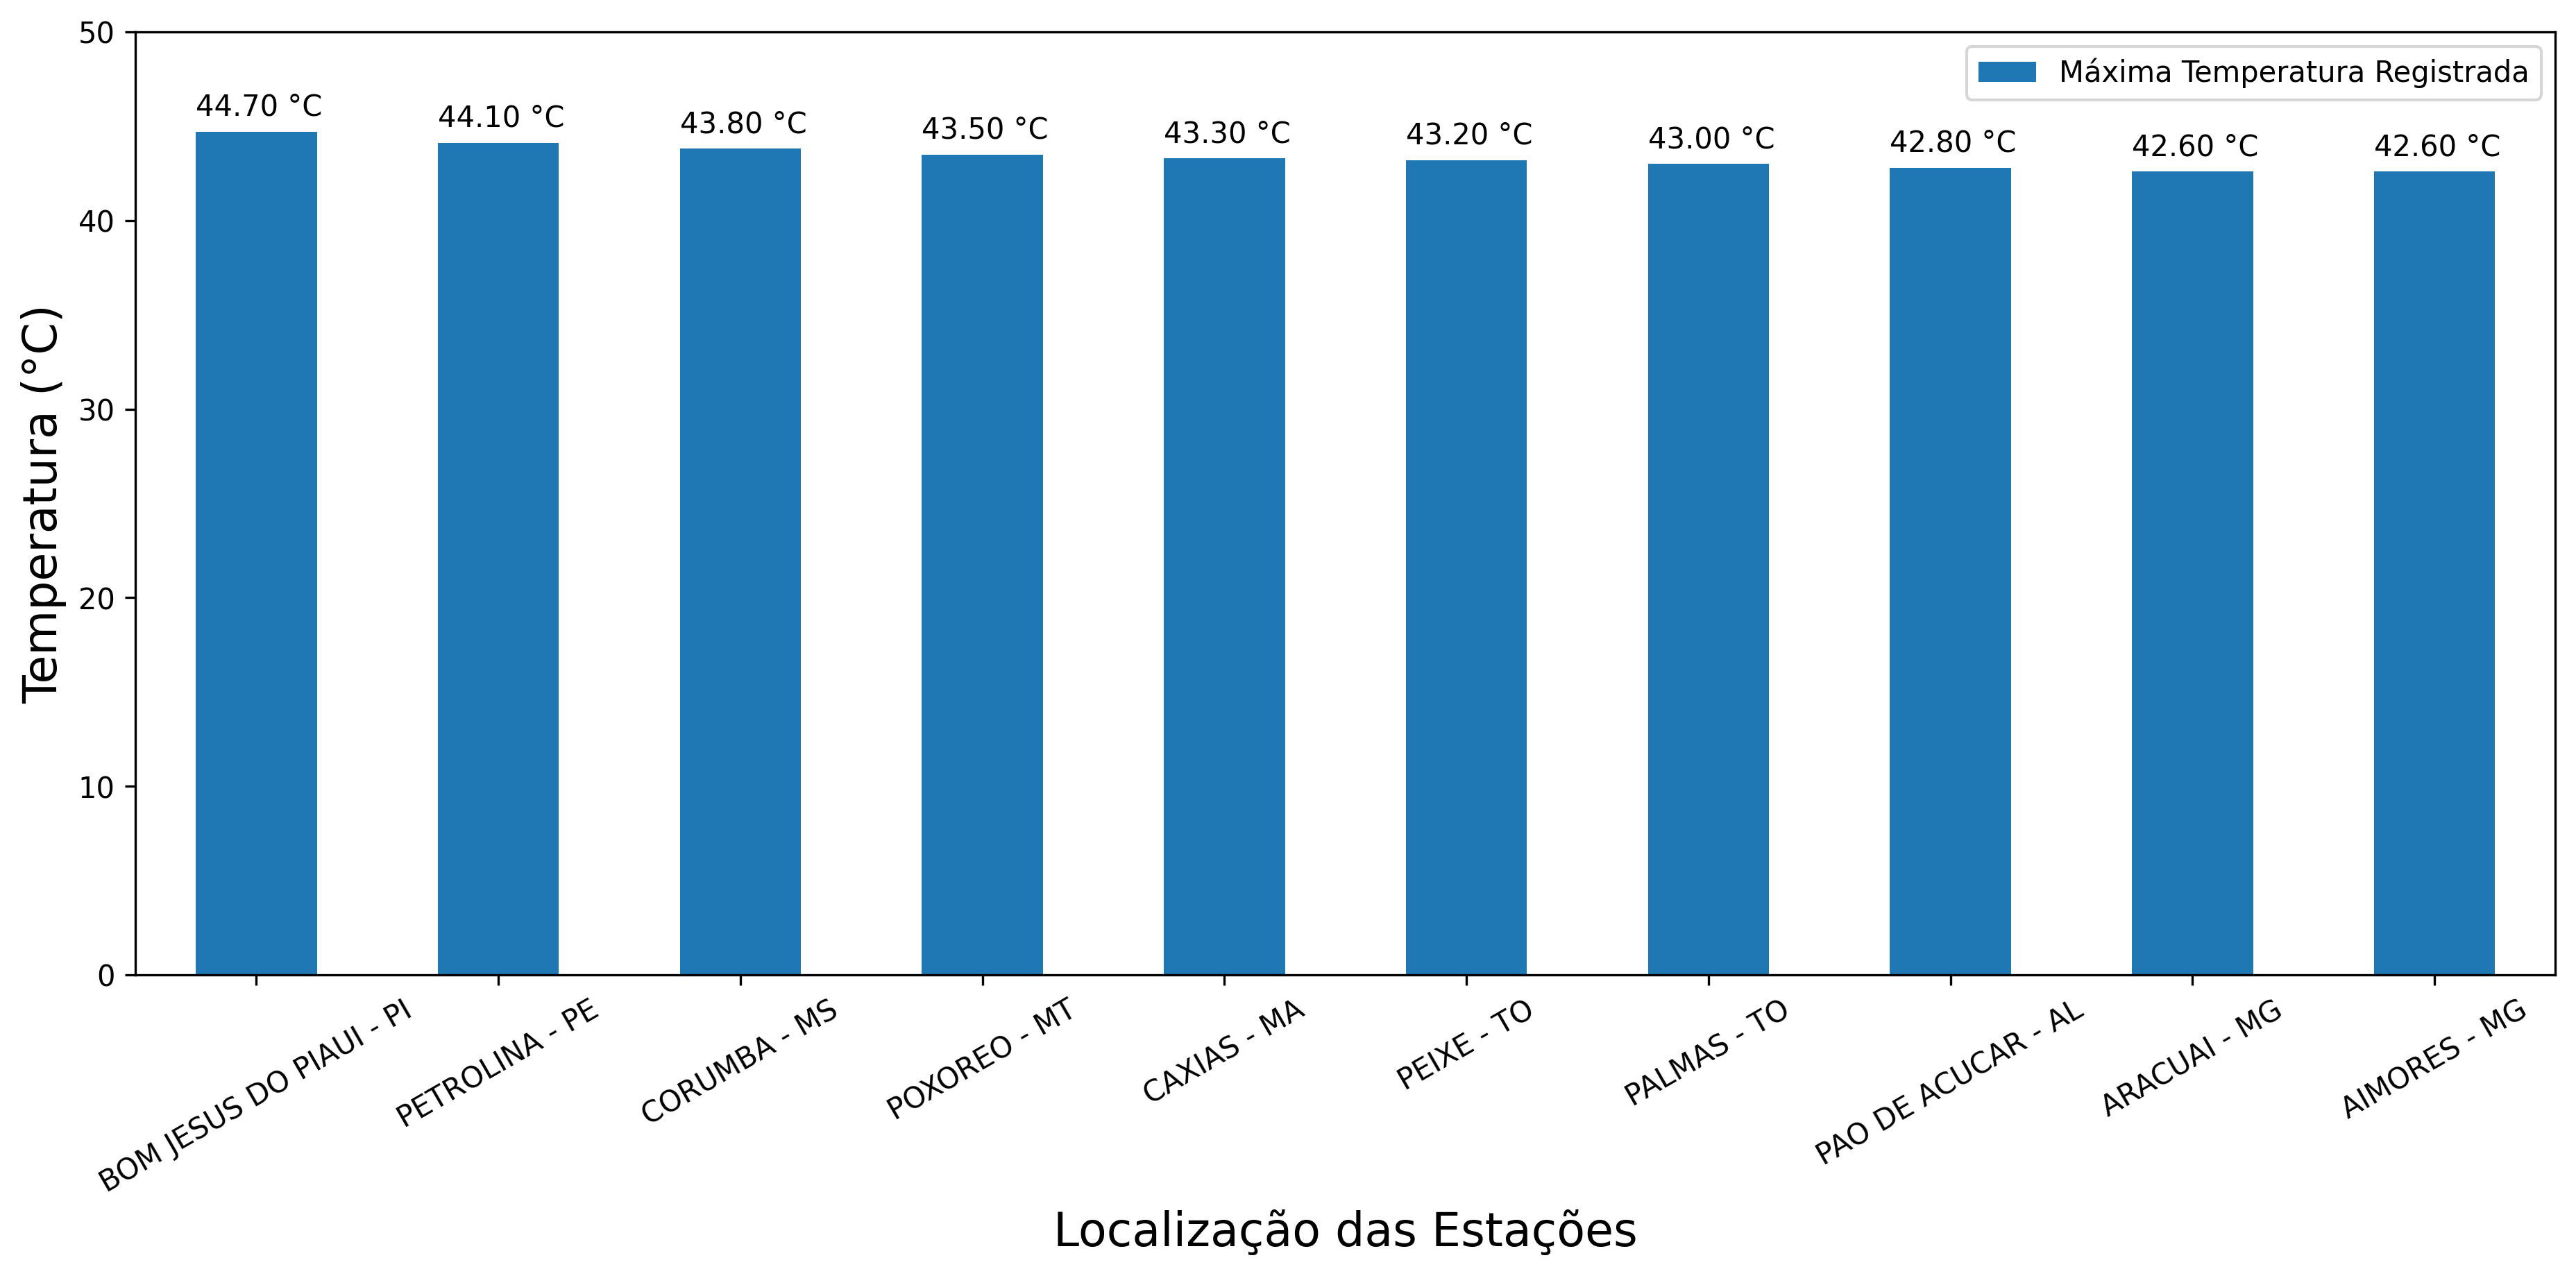 Máxima Temperatura Registrada
44.70 °C
44.10 °C
43.80 °C
43.50 °C
43.30 °C
43.20 °C
43.00 °C
42.80 °C
42.60 °C
42.60 °C
Temperatura (°C)
50
40
30
20
10
0
BOM JESUS DO PIAUI - PI
PETROLINA - PE
CORUMBA - MS
POXOREO - MT
CAXIAS - MA
PEIXE - TO
PALMAS - TO
PAO DE ACUCAR - AL
ARACUAI - MG
AIMORES - MG
Localização das Estações